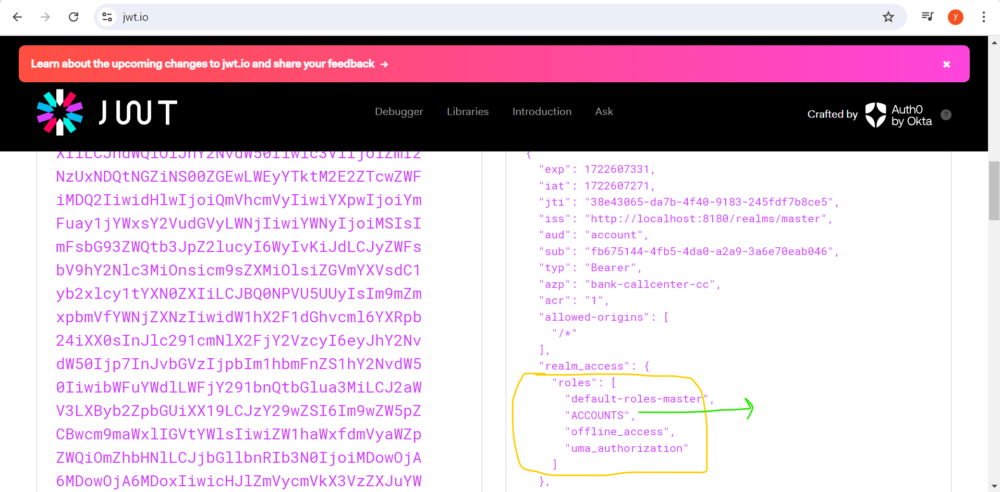 jwt.io
y
Learn about the upcoming changes to jwt.io and share your feedback →
JWT
Debugger
Libraries
Introduction
Ask
Crafted by
Auth0
by Okta
?
NzUxNDQtNGZiNS00ZGEwLWEyYTktM2E2ZTcwZWF
iMDQ2IiwidHlwIjoiQmVhcmVyIiwiYXpwIjoiYm
Fuay1jYWxsY2VudGVyLWNjIiwiYWNyIjoiMSIsI
mFsbG93ZWQtb3JpZ2lucyI6WyIvKiJdLCJyZWFs
bV9hY2Nlc3MiOnsicm9sZXMiOlsiZGVmYXVsdC1
yb2xlcy1tYXN0ZXIiLCJBQ0NPVU5UUyIsIm9mZm
xpbmVfYWNjZXNzIiwidW1hX2F1dGhvcml6YXRpb
24iXX0sInJlc291cmNlX2FjY2VzcyI6eyJhY2Nv
dW50Ijp7InJvbGVzIjpbIm1hbmFnZS1hY2NvdW5
0IiwibWFuYWdlLWFjY291bnQtbGlua3MiLCJ2aW
V3LXByb2ZpbGUiXX19LCJzY29wZSI6Im9wZW5pZ
CBwcm9maWxlIGVtYWlsIiwiZW1haWxfdmVyaWZp
ZWQiOmZhbHNlLCJjbGllbnRIb3N0IjoiMDowOjA
6MDowOjA6MDoxIiwicHJlZmVycmVkX3VzZXJuYW
{
"exp": 1722607331,
"iat": 1722607271,
"jti": "38e43065-da7b-4f40-9183-245fdf7b8ce5",
"iss": "http://localhost:8180/realms/master",
"aud": "account",
"sub": "fb675144-4fb5-4da0-a2a9-3a6e70eab046",
"typ": "Bearer",
"azp": "bank-callcenter-cc",
"acr": "1",
"allowed-origins": [
"/*"
],
"realm_access": {
"roles": [
"default-roles-master",
"ACCOUNTS",
"offline_access",
"uma_authorization"
]
},